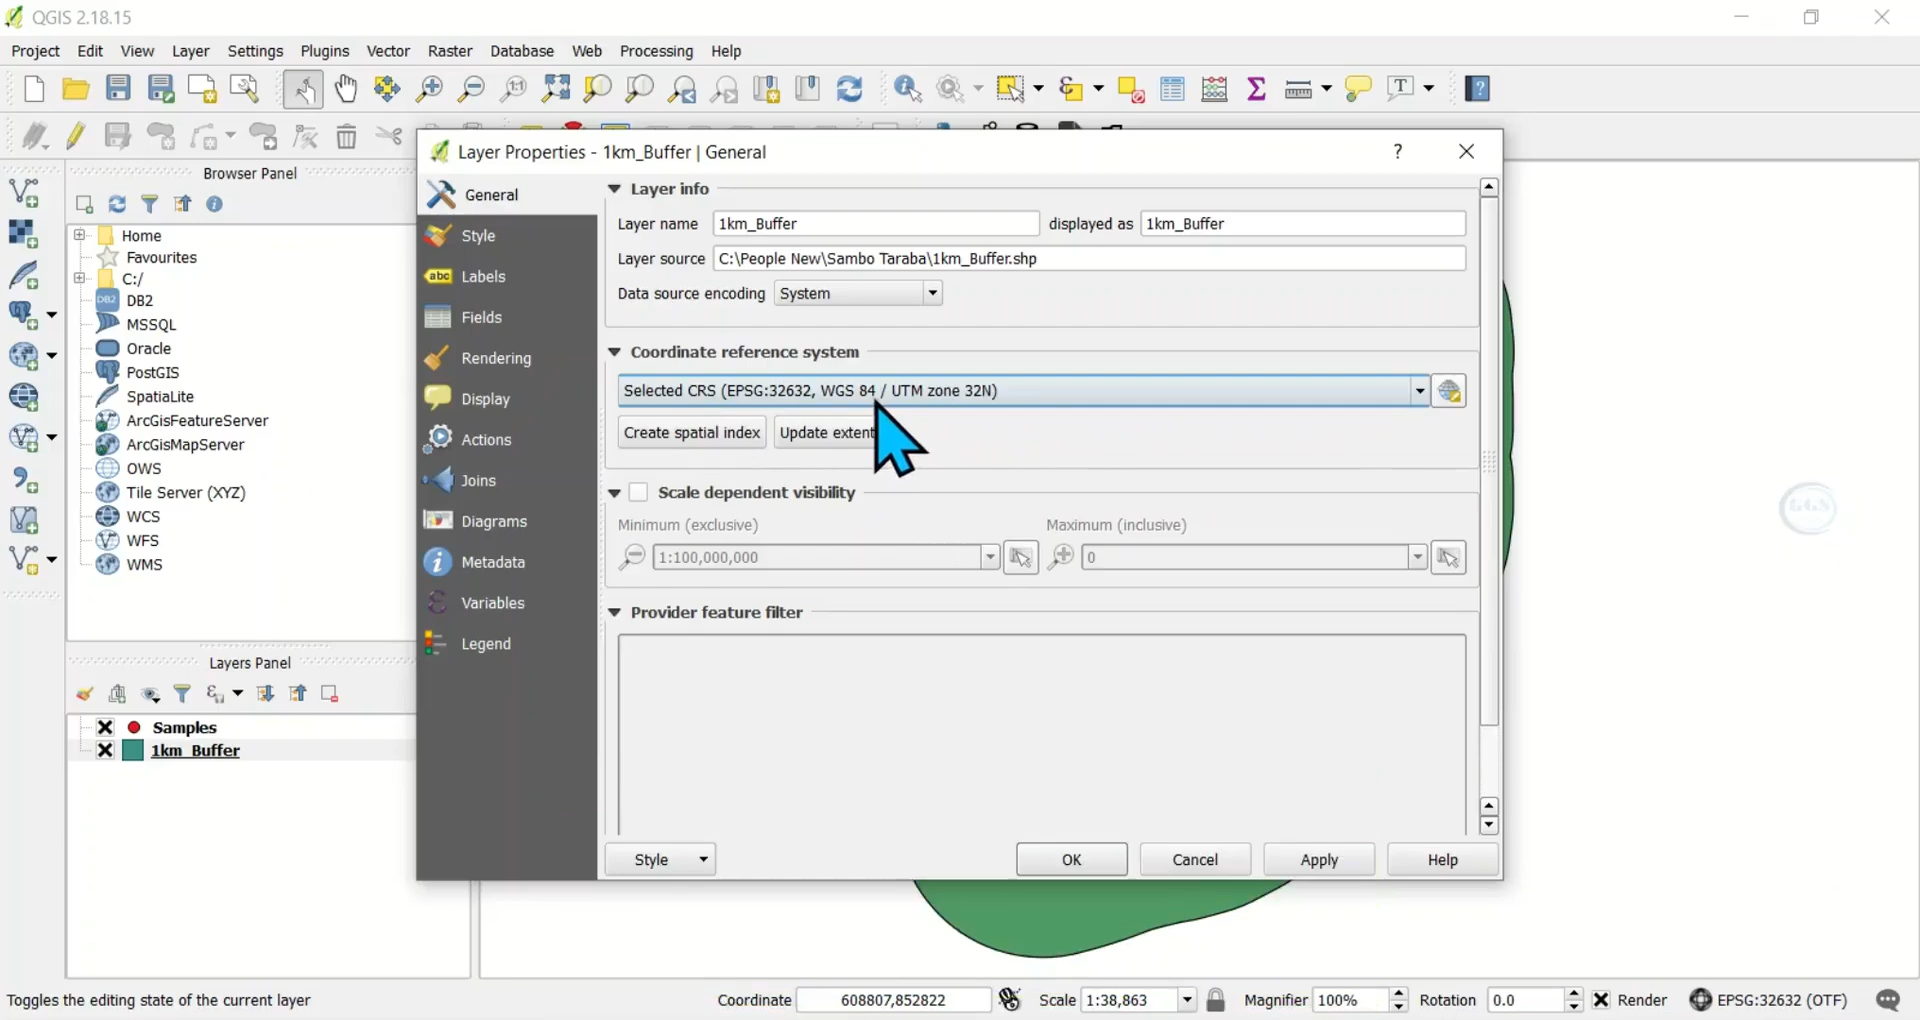 QGIS 2.18.15
Project Edit View Layer Settings Plugins Vector Raster Database Web Processing Help
Browser Panel
Home
Favourites
C:/
DB2 DB2
MSSQL
Oracle
PostGIS
SpatiaLite
ArcGisFeatureServer
ArcGisMapServer
OWS
Tile Server (XYZ)
WCS
WFS
WMS
Layers Panel
Samples
1km_Buffer
Layer Properties - 1km_Buffer | General
General
Style
abc Labels
Fields
Rendering
Display
Actions
Joins
Diagrams
Metadata
Variables
Legend
Layer info
Layer name 1km_Buffer displayed as 1km_Buffer
Layer source C:\People New\Sambo Taraba\1km_Buffer.shp
Data source encoding System
Coordinate reference system
Selected CRS (EPSG:32632, WGS 84 / UTM zone 32N)
Create spatial index Update extent
Scale dependent visibility
Minimum (exclusive) Maximum (inclusive)
1:100,000,000 0
Provider feature filter
Style OK Cancel Apply Help
GGS
Toggles the editing state of the current layer Coordinate 608807,852822 Scale 1:38,863 Magnifier 100% Rotation 0.0 Render EPSG:32632 (OTF)